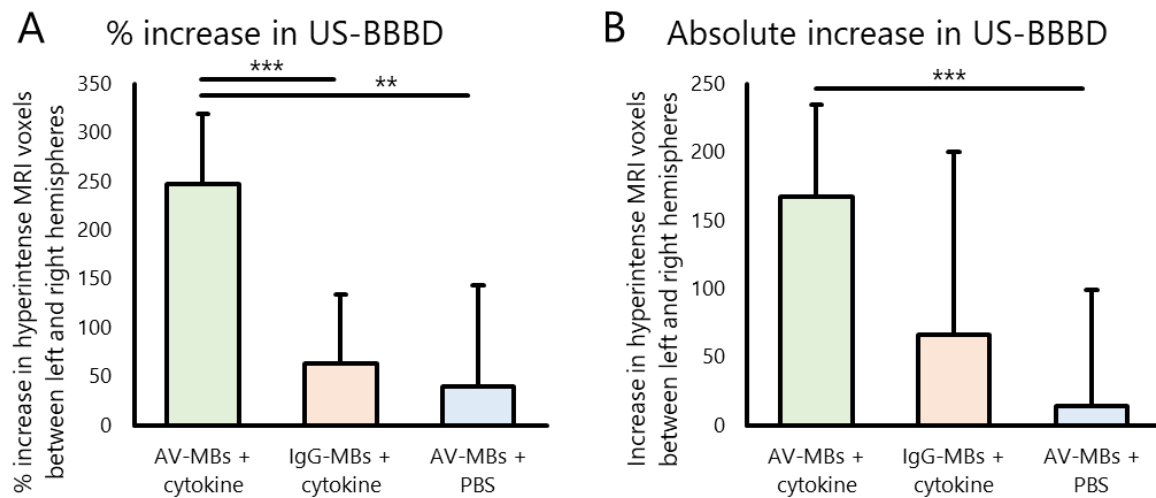 A
% increase in US-BBBD
% increase in hyperintense MRI voxels
between left and right hemispheres
350
300
250
200
150
100
50
0
***
**
AV-MBs +
cytokine
IgG-MBs +
cytokine
AV-MBs +
PBS
B
Absolute increase in US-BBBD
Increase in hyperintense MRI voxels
between left and right hemispheres
250
200
150
100
50
0
***
AV-MBs +
cytokine
IgG-MBs +
cytokine
AV-MBs +
PBS